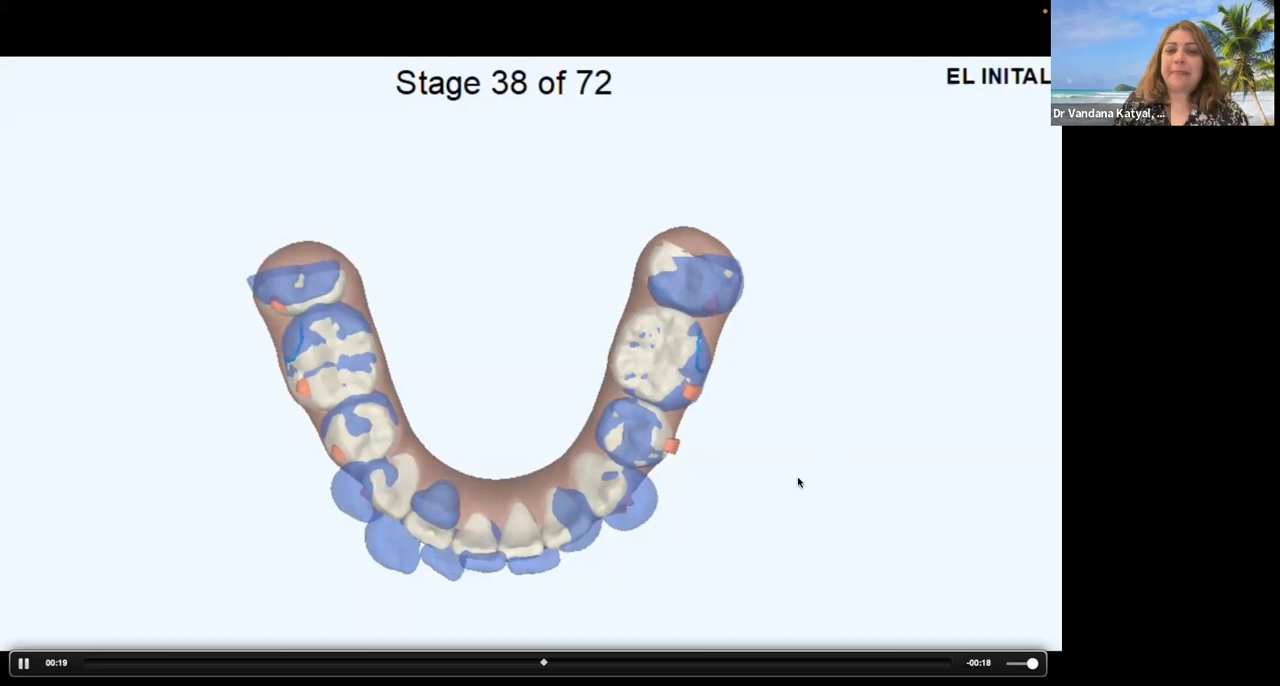 Stage 38 of 72
EL INITAL
Dr Vandana Katyal, ...
00:19
-00:18